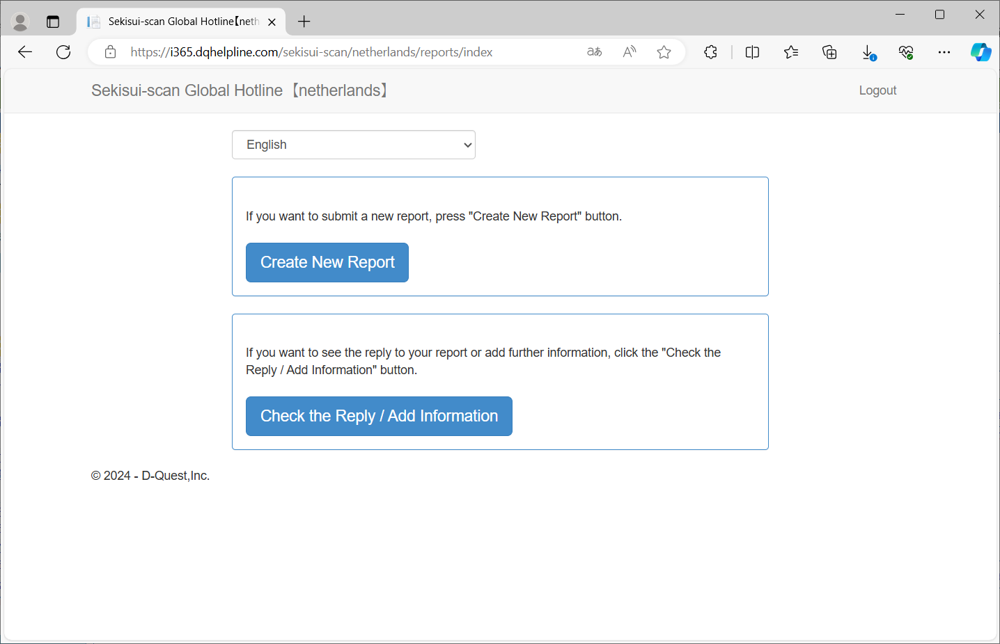 Sekisui-scan Global Hotline【neth
https://i365.dqhelpline.com/sekisui-scan/netherlands/reports/index
Sekisui-scan Global Hotline【netherlands】
Logout
English
If you want to submit a new report, press "Create New Report" button.
Create New Report
If you want to see the reply to your report or add further information, click the "Check the
Reply / Add Information" button.
Check the Reply / Add Information
© 2024 - D-Quest,Inc.